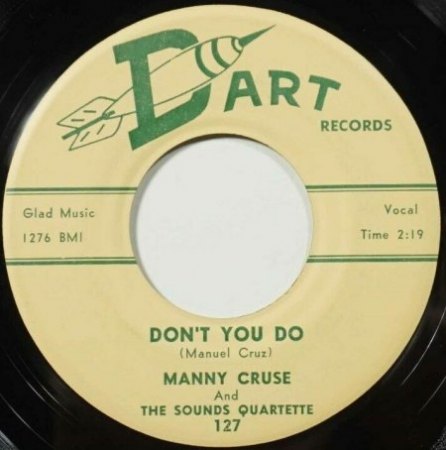 DART
RECORDS
Glad Music
1276 BMI
Vocal
Time 2:19
DON'T YOU DO
(Manuel Cruz)
MANNY CRUSE
And
THE SOUNDS QUARTETTE
127